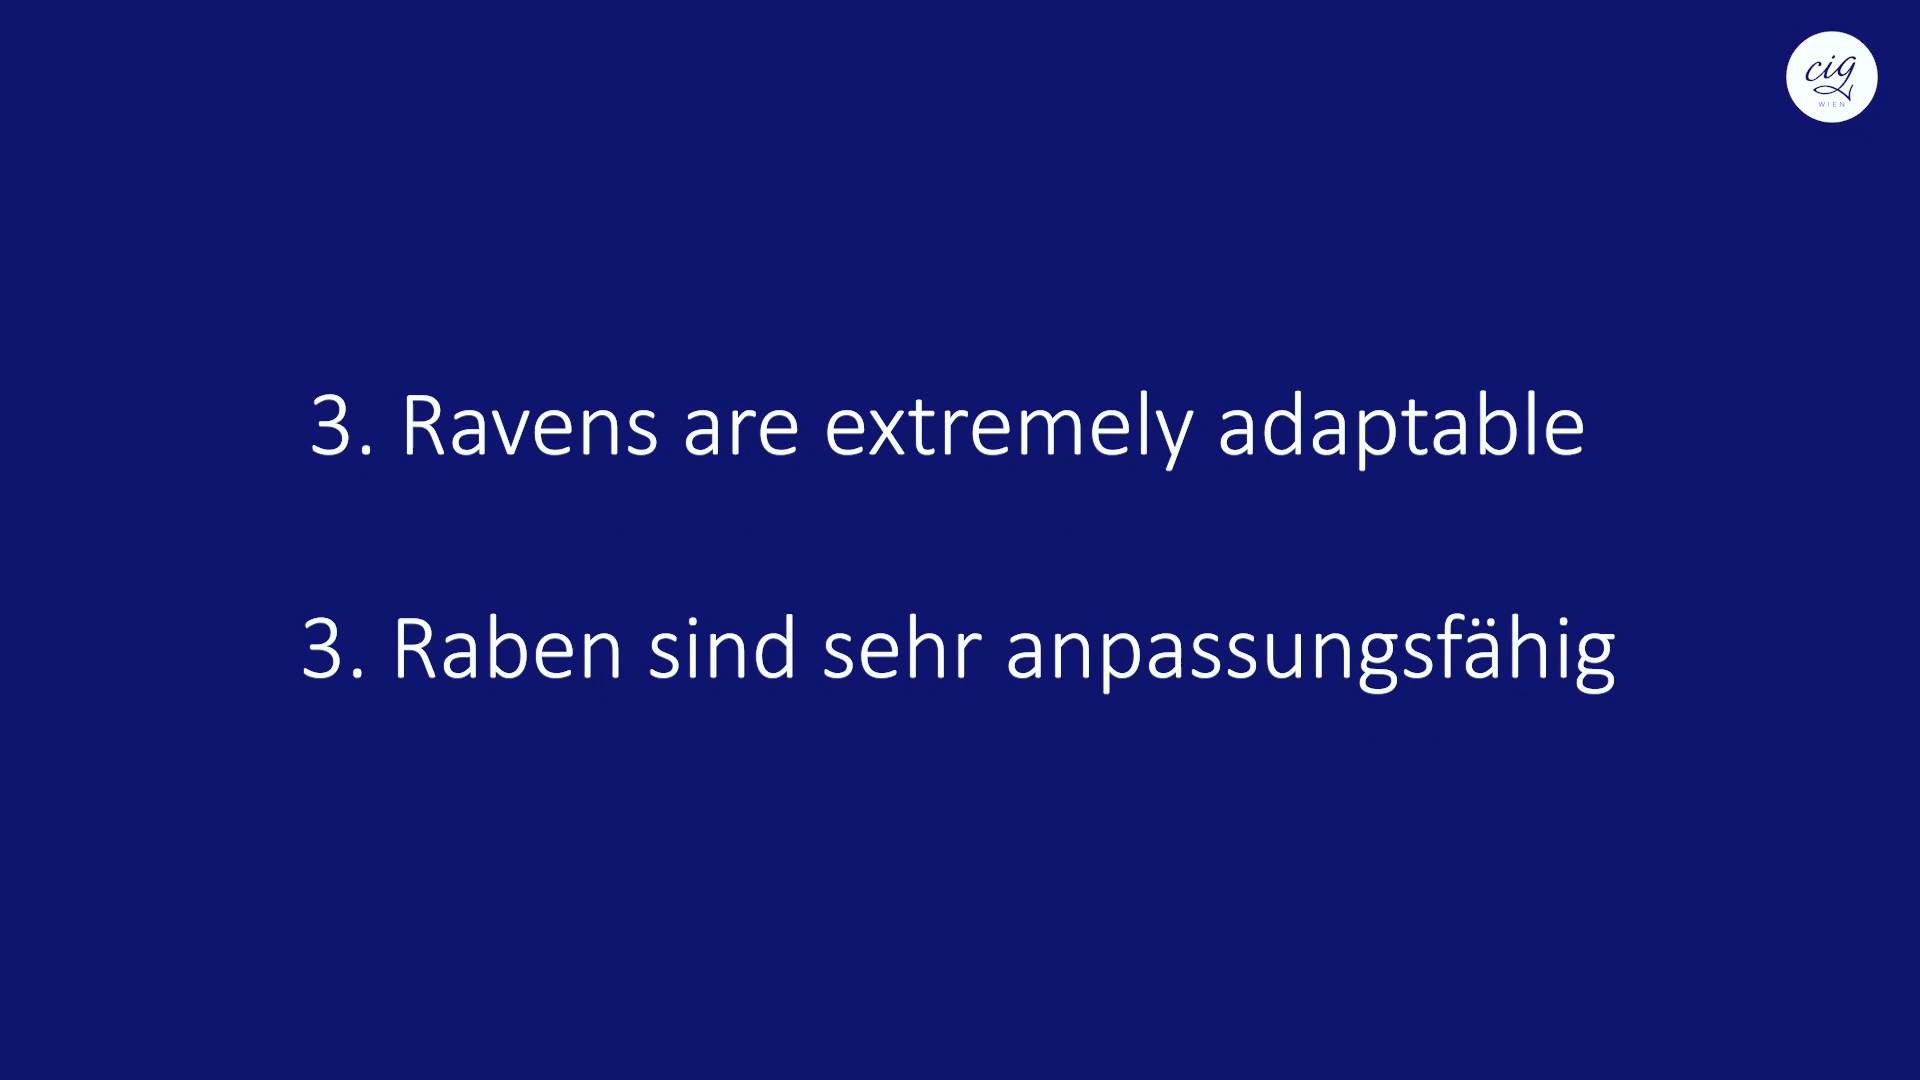 cig
WIEN
3. Ravens are extremely adaptable
3. Raben sind sehr anpassungsfähig